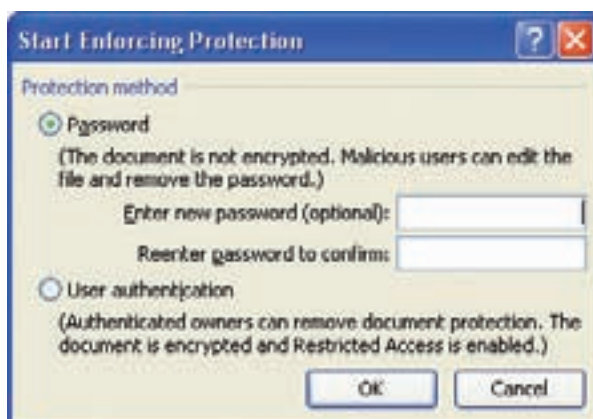 Start Enforcing Protection
?
Protection method
Password
(The document is not encrypted. Malicious users can edit the
file and remove the password.)
Enter new password (optional):
Reenter password to confirm:
User authentication
(Authenticated owners can remove document protection. The
document is encrypted and Restricted Access is enabled.)
OK Cancel